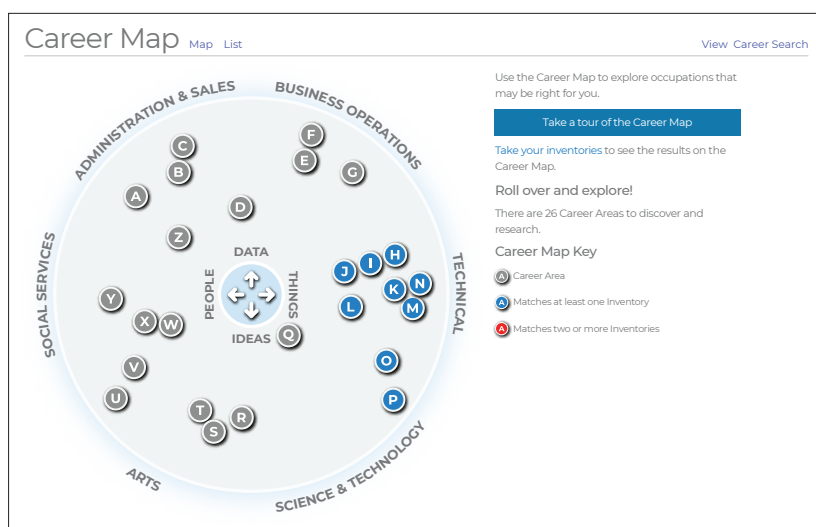 Career Map Map List
View Career Search
Use the Career Map to explore occupations that
may be right for you.
Take a tour of the Career Map
Take your inventories to see the results on the
Career Map.
Roll over and explore!
There are 26 Career Areas to discover and
research.
Career Map Key
A Career Area
A Matches at least one Inventory
A Matches two or more Inventories
ADMINISTRATION & SALES
BUSINESS OPERATIONS
TECHNICAL
SCIENCE & TECHNOLOGY
ARTS
SOCIAL SERVICES
F
C
E
B
G
A
D
Z
DATA
PEOPLE
THINGS
IDEAS
H
I
J
N
K
L
M
Y
X
W
Q
O
V
P
U
T
R
S